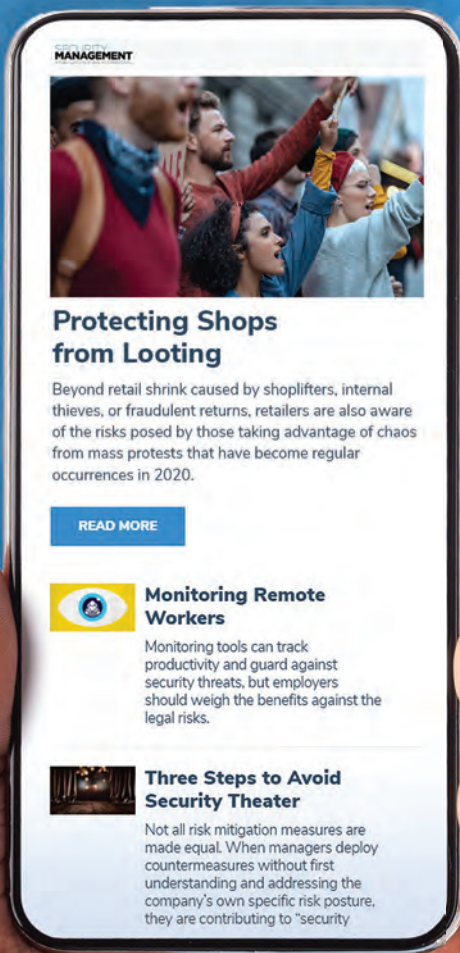 SECURITY
MANAGEMENT
Protecting Shops
from Looting
Beyond retail shrink caused by shoplifters, internal
thieves, or fraudulent returns, retailers are also aware
of the risks posed by those taking advantage of chaos
from mass protests that have become regular
occurrences in 2020.
READ MORE
Monitoring Remote
Workers
Monitoring tools can track
productivity and guard against
security threats, but employers
should weigh the benefits against the
legal risks.
Three Steps to Avoid
Security Theater
Not all risk mitigation measures are
made equal. When managers deploy
countermeasures without first
understanding and addressing the
company's own specific risk posture,
they are contributing to “security